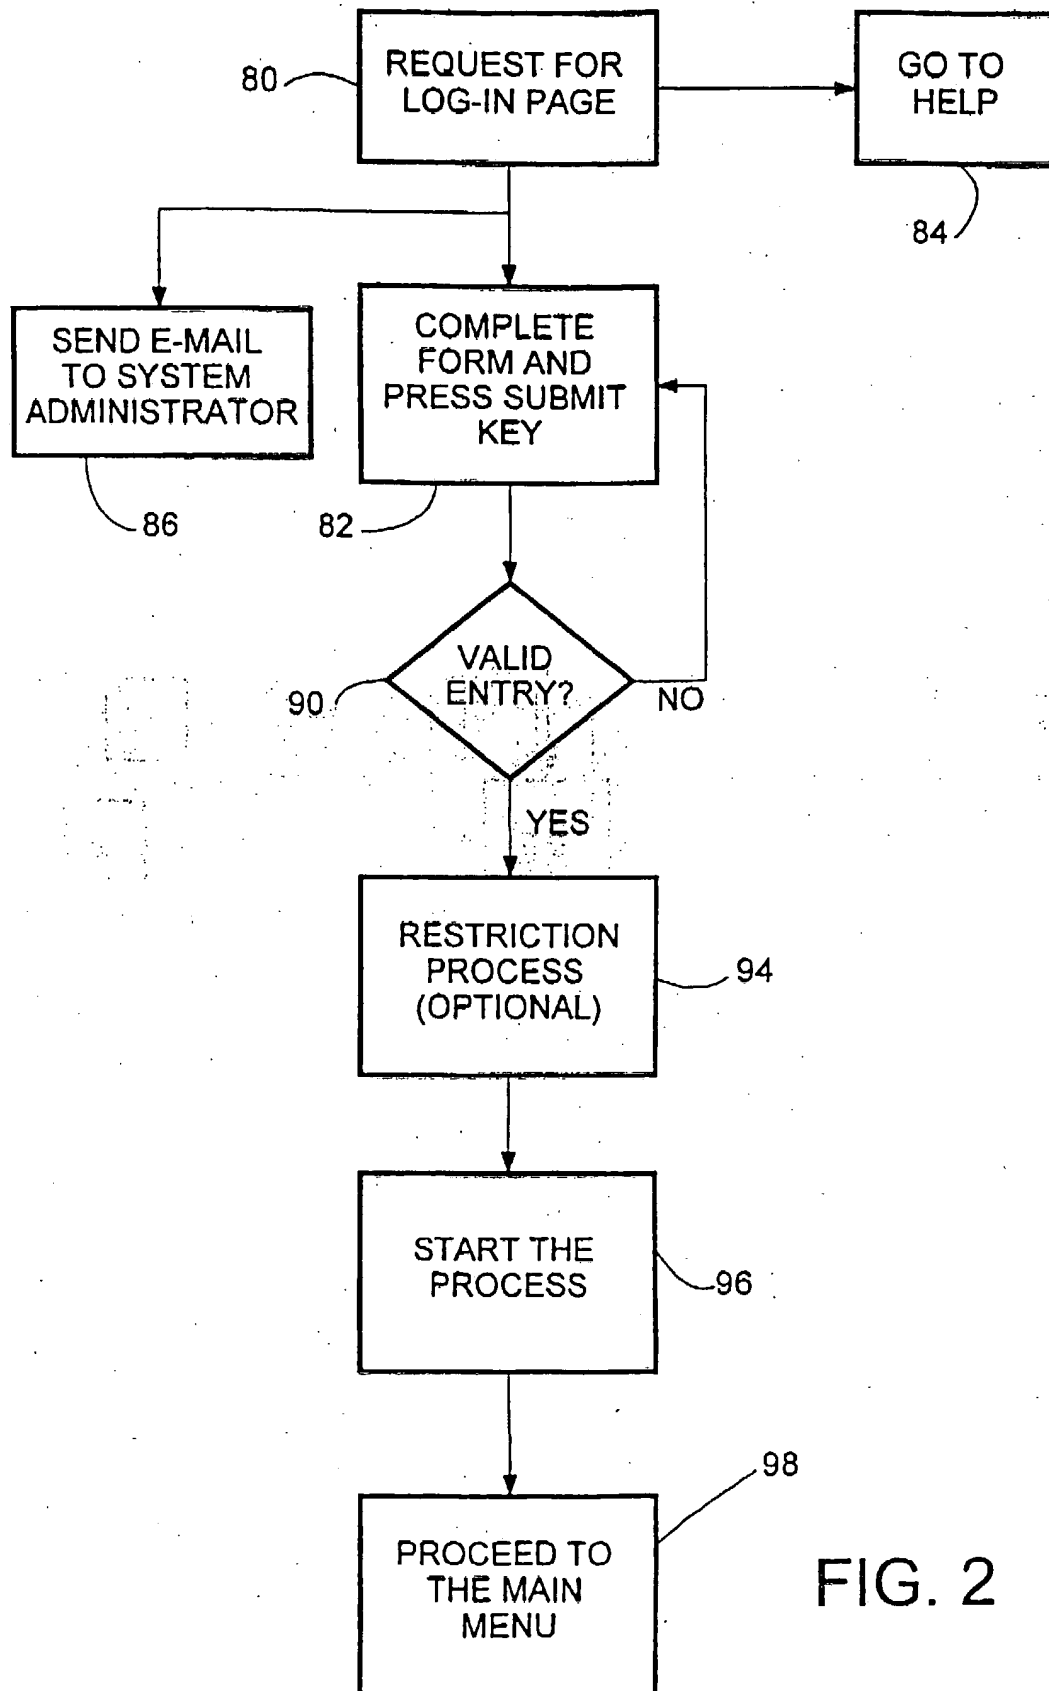 REQUEST FOR
LOG-IN PAGE
80
GO TO
HELP
84
SEND E-MAIL
TO SYSTEM
ADMINISTRATOR
86
COMPLETE
FORM AND
PRESS SUBMIT
KEY
82
VALID
ENTRY?
90
NO
YES
RESTRICTION
PROCESS
(OPTIONAL)
94
START THE
PROCESS
96
98
PROCEED TO
THE MAIN
MENU
FIG. 2